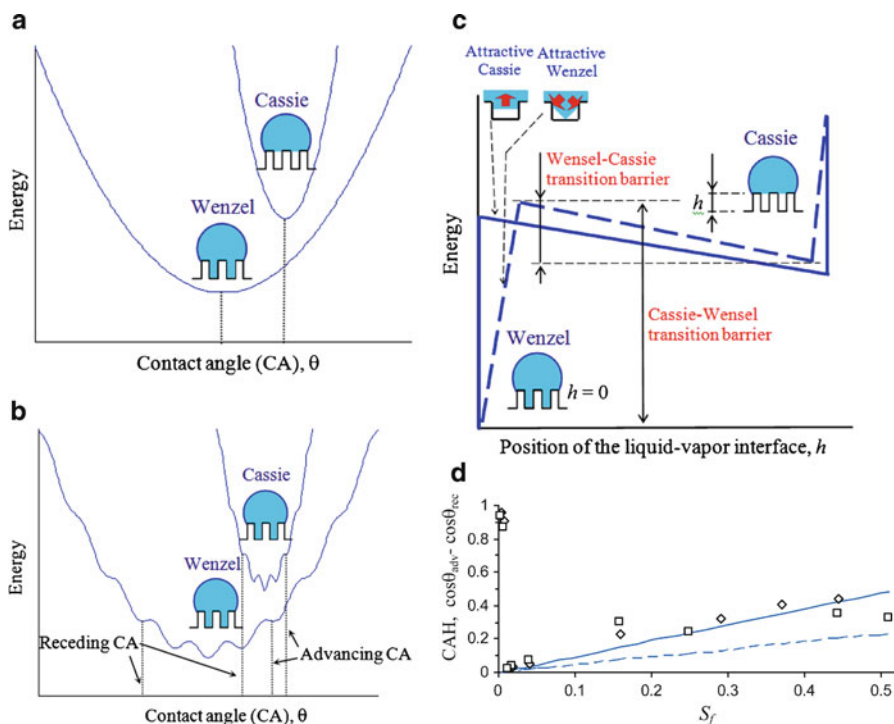 a
Energy
Cassie
Wenzel
Contact angle (CA), θ
b
Energy
Cassie
Wenzel
Receding CA
Advancing CA
Contact angle (CA), θ
c
Attractive Cassie
Attractive Wenzel
Wensel-Cassie
transition barrier
Cassie
h
Energy
Cassie-Wensel
transition barrier
Wenzel
h = 0
Position of the liquid-vapor interface, h
d
CAH, cosθadv- cosθrec
1
0.8
0.6
0.4
0.2
0
0 0.1 0.2 0.3 0.4 0.5
Sf